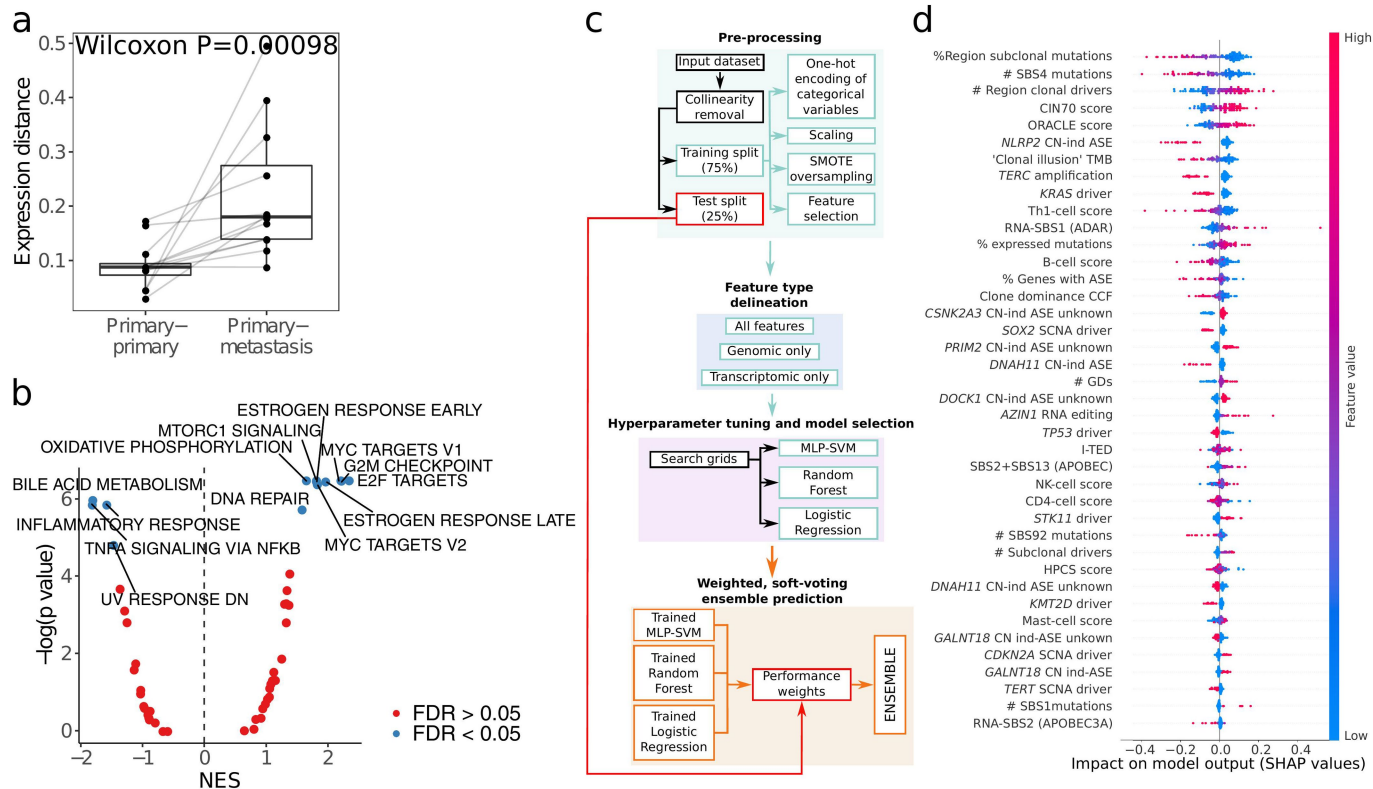 a
Wilcoxon P=0.00098
Expression distance
0.5
0.4
0.3
0.2
0.1
Primary–
primary
Primary–
metastasis
b
ESTROGEN RESPONSE EARLY
MTORC1 SIGNALING
OXIDATIVE PHOSPHORYLATION
MYC TARGETS V1
G2M CHECKPOINT
E2F TARGETS
BILE ACID METABOLISM
DNA REPAIR
INFLAMMATORY RESPONSE
ESTROGEN RESPONSE LATE
TNFA SIGNALING VIA NFKB
MYC TARGETS V2
UV RESPONSE DN
–log(p value)
6
4
2
0
−2
−1
0
1
2
NES
FDR > 0.05
FDR < 0.05
c
Pre-processing
Input dataset
Collinearity
removal
Training split
(75%)
Test split
(25%)
One-hot
encoding of
categorical
variables
Scaling
SMOTE
oversampling
Feature
selection
Feature type
delineation
All features
Genomic only
Transcriptomic only
Hyperparameter tuning and model selection
Search grids
MLP-SVM
Random
Forest
Logistic
Regression
Weighted, soft-voting
ensemble prediction
Trained
MLP-SVM
Trained
Random
Forest
Trained
Logistic
Regression
Performance
weights
ENSEMBLE
d
%Region subclonal mutations
# SBS4 mutations
# Region clonal drivers
CIN70 score
ORACLE score
NLRP2 CN-ind ASE
'Clonal illusion' TMB
TERC amplification
KRAS driver
Th1-cell score
RNA-SBS1 (ADAR)
% expressed mutations
B-cell score
% Genes with ASE
Clone dominance CCF
CSNK2A3 CN-ind ASE unknown
SOX2 SCNA driver
PRIM2 CN-ind ASE unknown
DNAH11 CN-ind ASE
# GDs
DOCK1 CN-ind ASE unknown
AZIN1 RNA editing
TP53 driver
I-TED
SBS2+SBS13 (APOBEC)
NK-cell score
CD4-cell score
STK11 driver
# SBS92 mutations
# Subclonal drivers
HPCS score
DNAH11 CN-ind ASE unknown
KMT2D driver
Mast-cell score
GALNT18 CN ind-ASE unkown
CDKN2A SCNA driver
GALNT18 CN ind-ASE
TERT SCNA driver
# SBS1mutations
RNA-SBS2 (APOBEC3A)
−0.4
−0.2
0.0
0.2
0.4
Impact on model output (SHAP values)
High
Feature value
Low